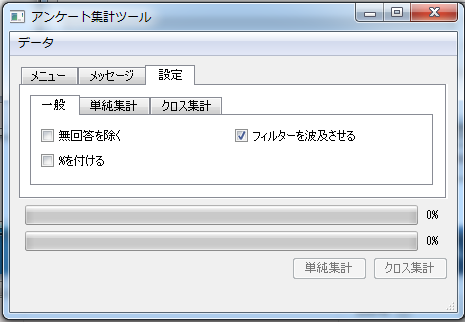 アンケート集計ツール
データ
メニュー メッセージ 設定
一般 単純集計 クロス集計
無回答を除く フィルターを波及させる
%を付ける
0%
0%
単純集計 クロス集計